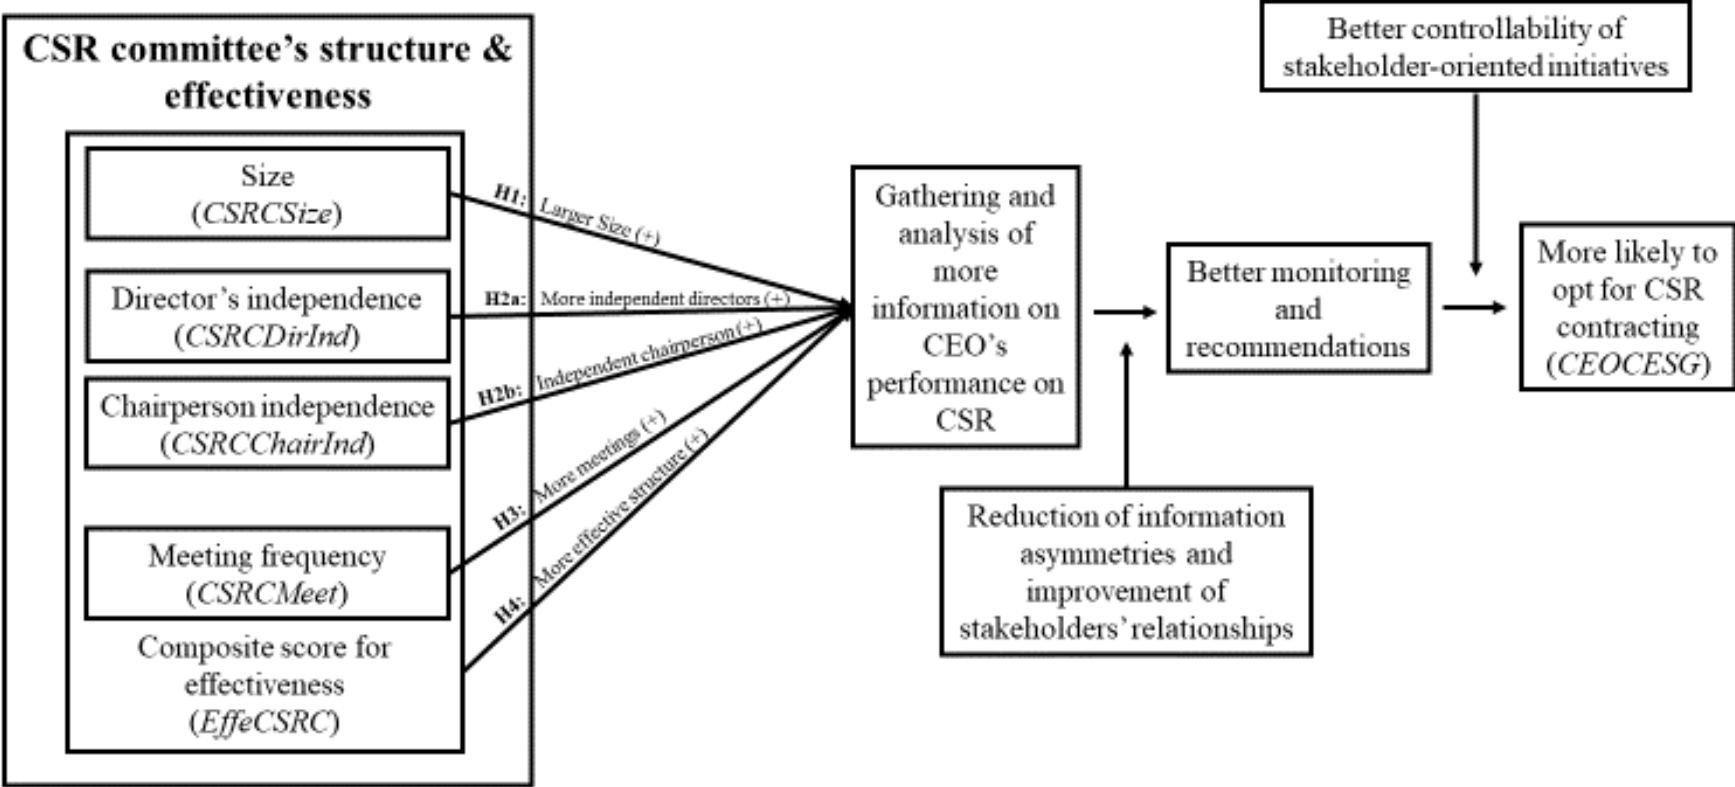 CSR committee's structure &
effectiveness
Size
(CSRCSize)
Director's independence
(CSRCDirInd)
Chairperson independence
(CSRCChairInd)
Meeting frequency
(CSRCMeet)
Composite score for
effectiveness
(EffeCSRC)
H1: Larger Size (+)
H2a: More independent directors (+)
H2b: Independent chairperson (+)
H3: More meetings (+)
H4: More effective structure (+)
Gathering and
analysis of
more
information on
CEO's
performance on
CSR
Reduction of information
asymmetries and
improvement of
stakeholders' relationships
Better monitoring
and
recommendations
Better controllability of
stakeholder-oriented initiatives
More likely to
opt for CSR
contracting
(CEOCESG)